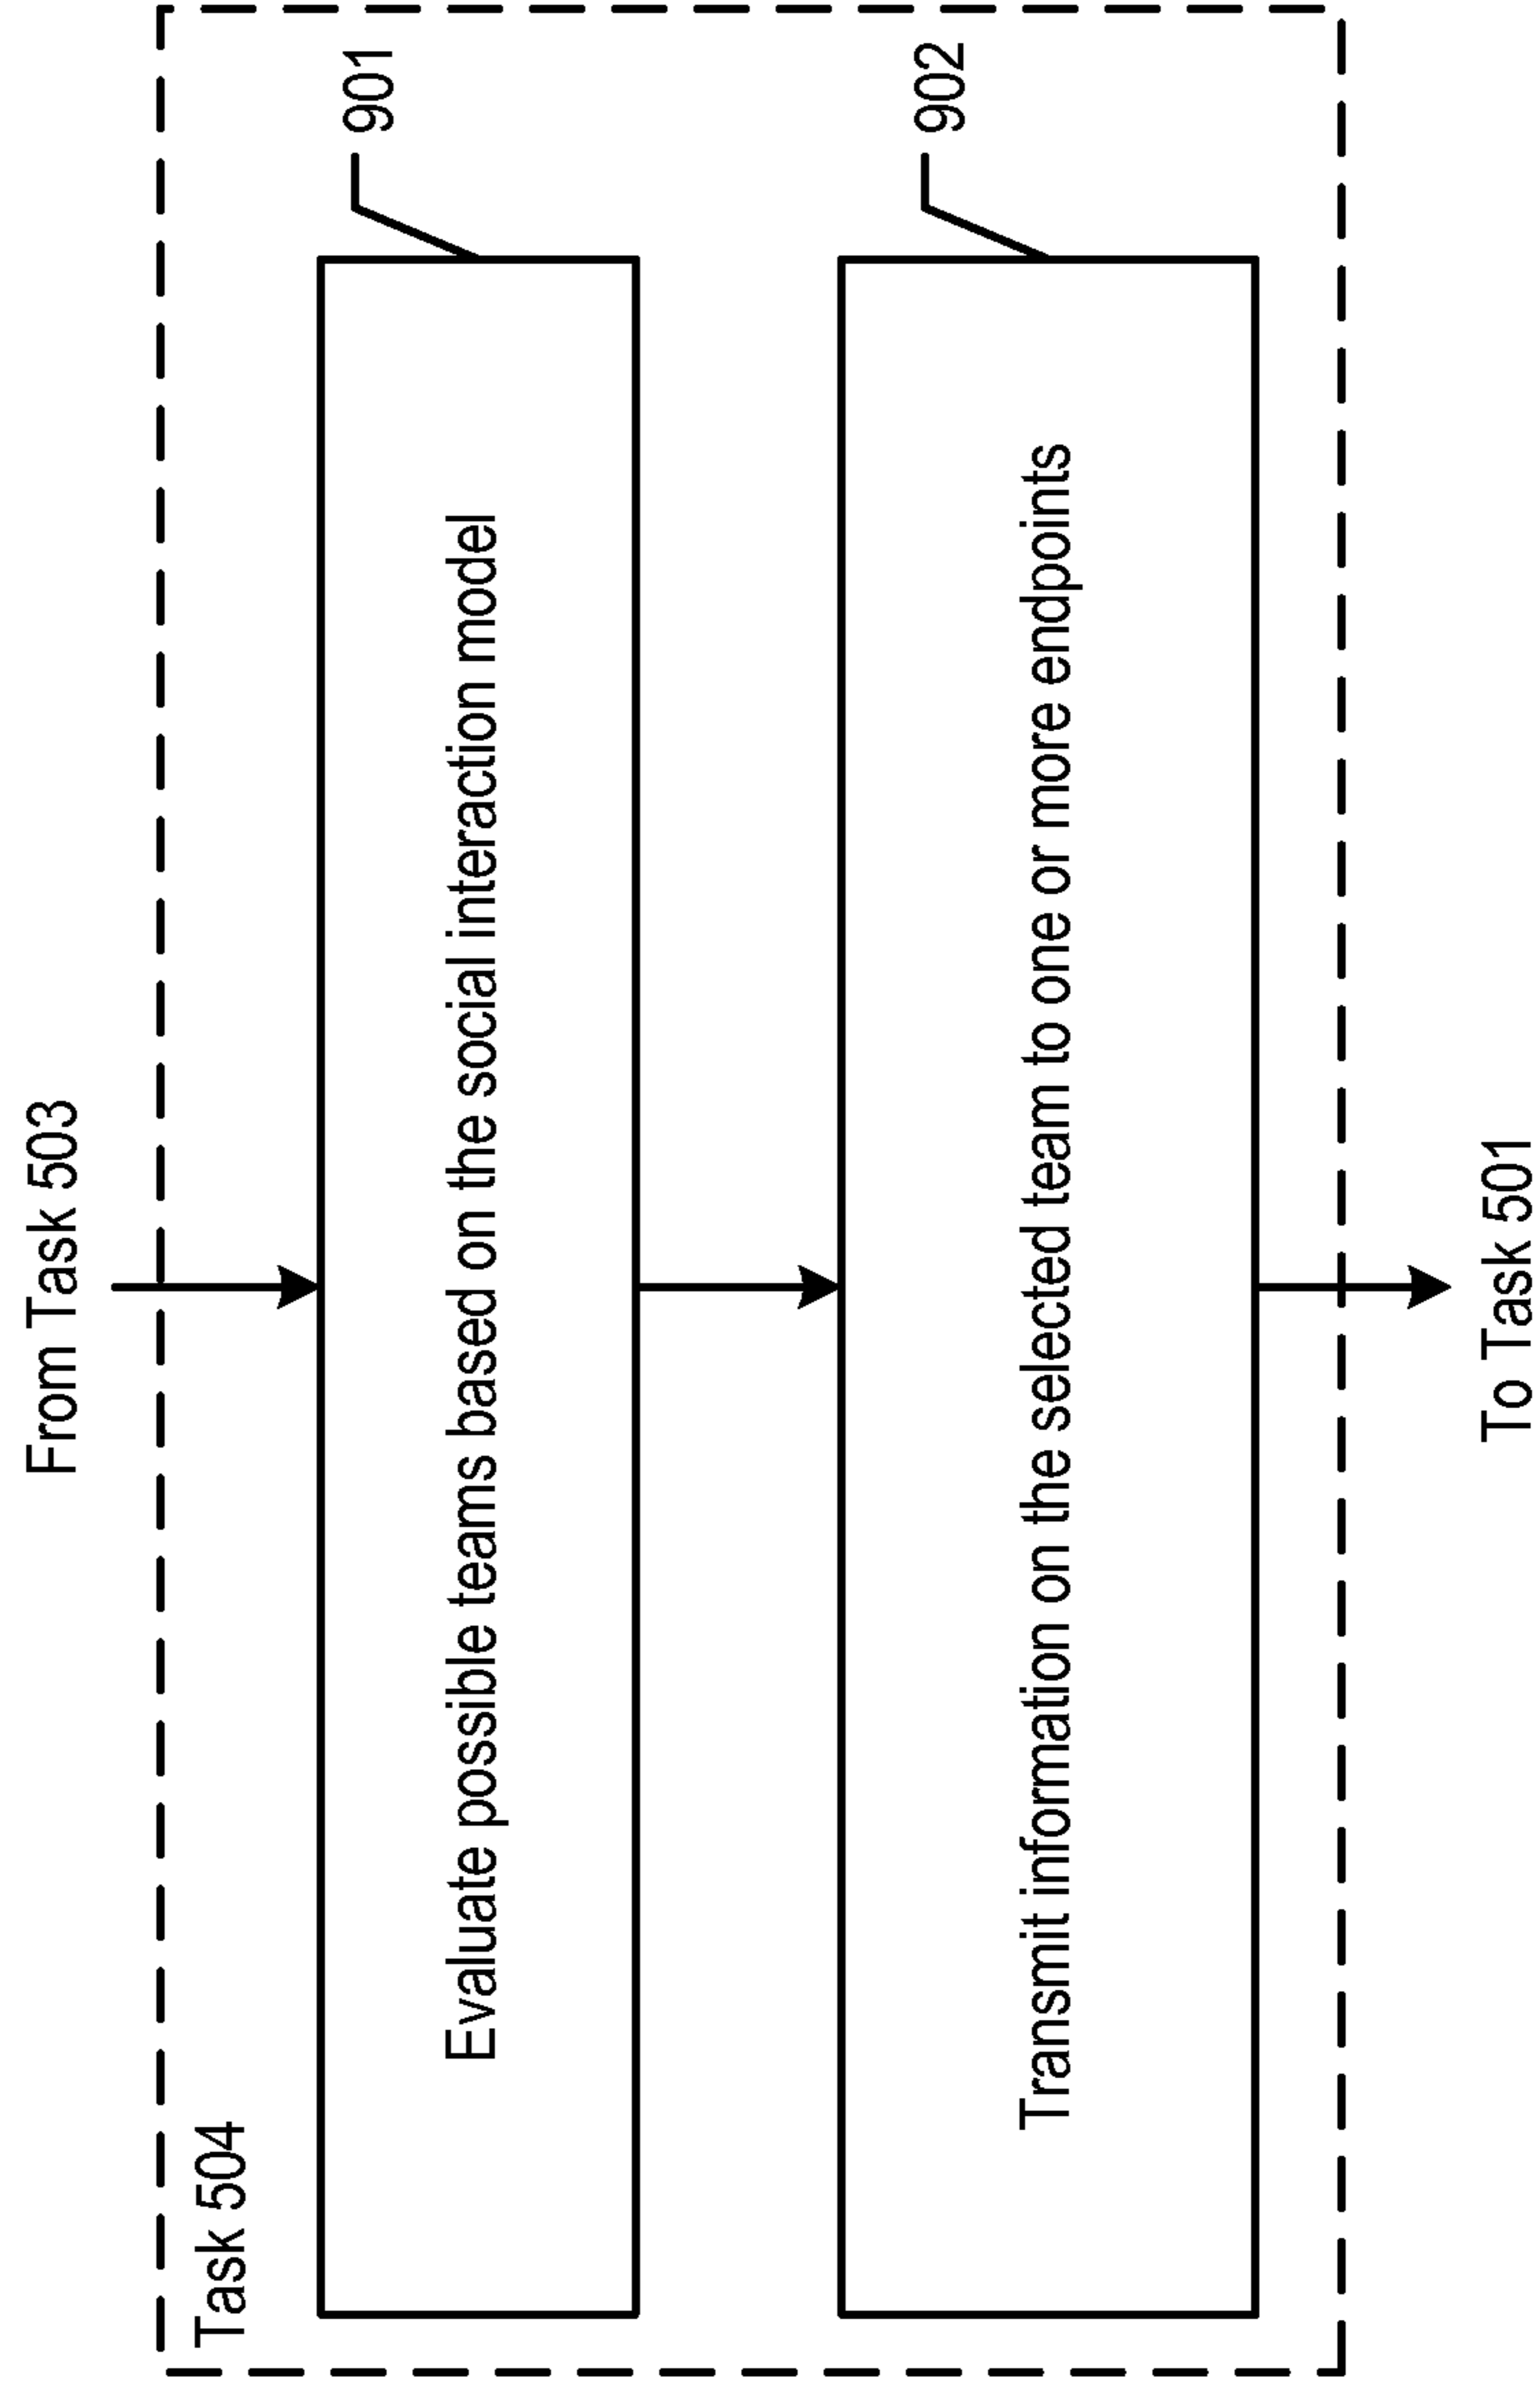 From Task 503
Task 504
901
Evaluate possible teams based on the social interaction model
902
Transmit information on the selected team to one or more endpoints
To Task 501